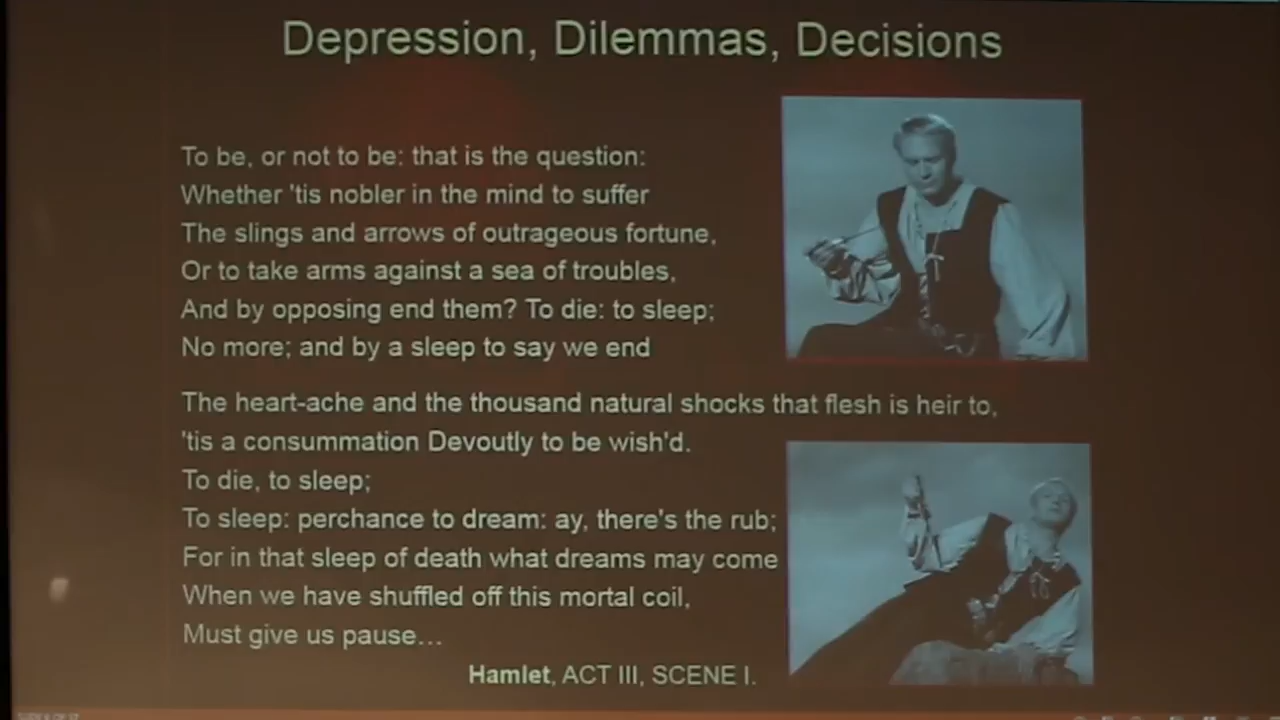 Depression, Dilemmas, Decisions
To be, or not to be: that is the question:
Whether 'tis nobler in the mind to suffer
The slings and arrows of outrageous fortune,
Or to take arms against a sea of troubles,
And by opposing end them? To die: to sleep;
No more; and by a sleep to say we end
The heart-ache and the thousand natural shocks that flesh is heir to,
'tis a consummation Devoutly to be wish'd.
To die, to sleep;
To sleep: perchance to dream: ay, there's the rub;
For in that sleep of death what dreams may come
When we have shuffled off this mortal coil,
Must give us pause…
Hamlet, ACT III, SCENE I.